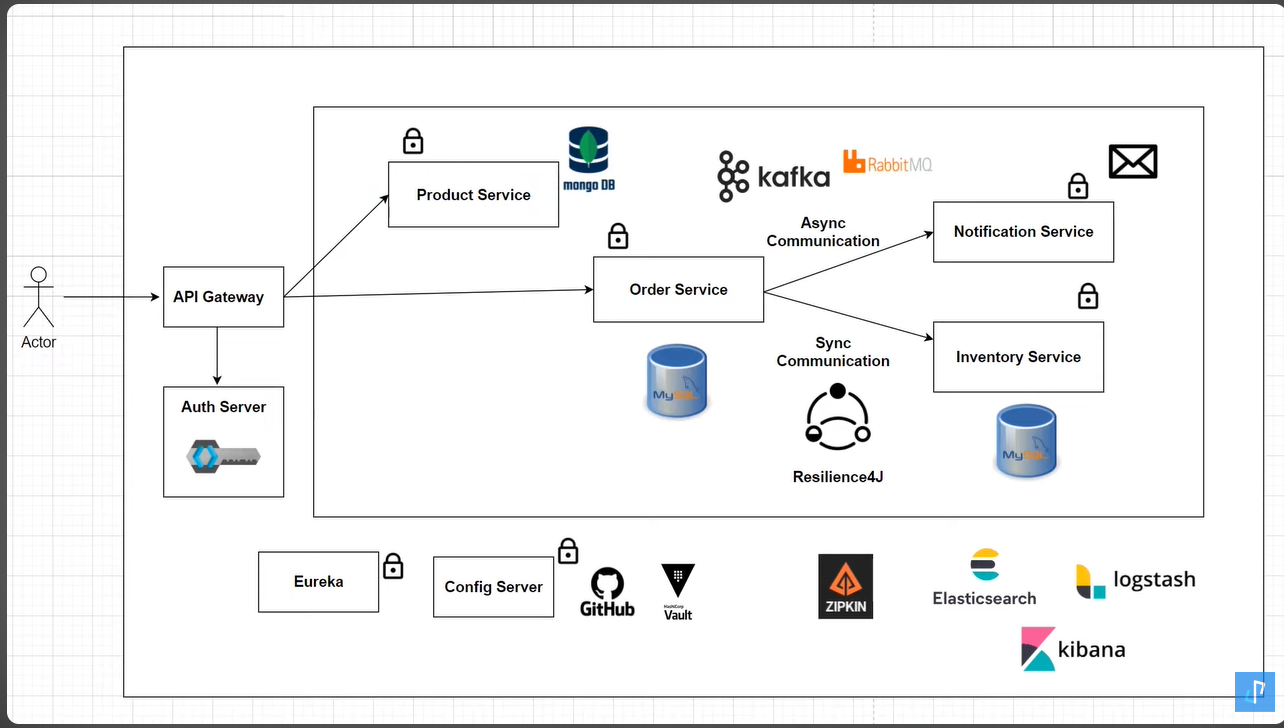 mongo DB
Product Service
kafka
RabbitMQ
Async
Communication
Notification Service
API Gateway
Order Service
Actor
Sync
Communication
Inventory Service
Auth Server
MySQL
MySQL
Resilience4J
Eureka
Config Server
GitHub
HashiCorp
Vault
ZIPKIN
Elasticsearch
logstash
kibana